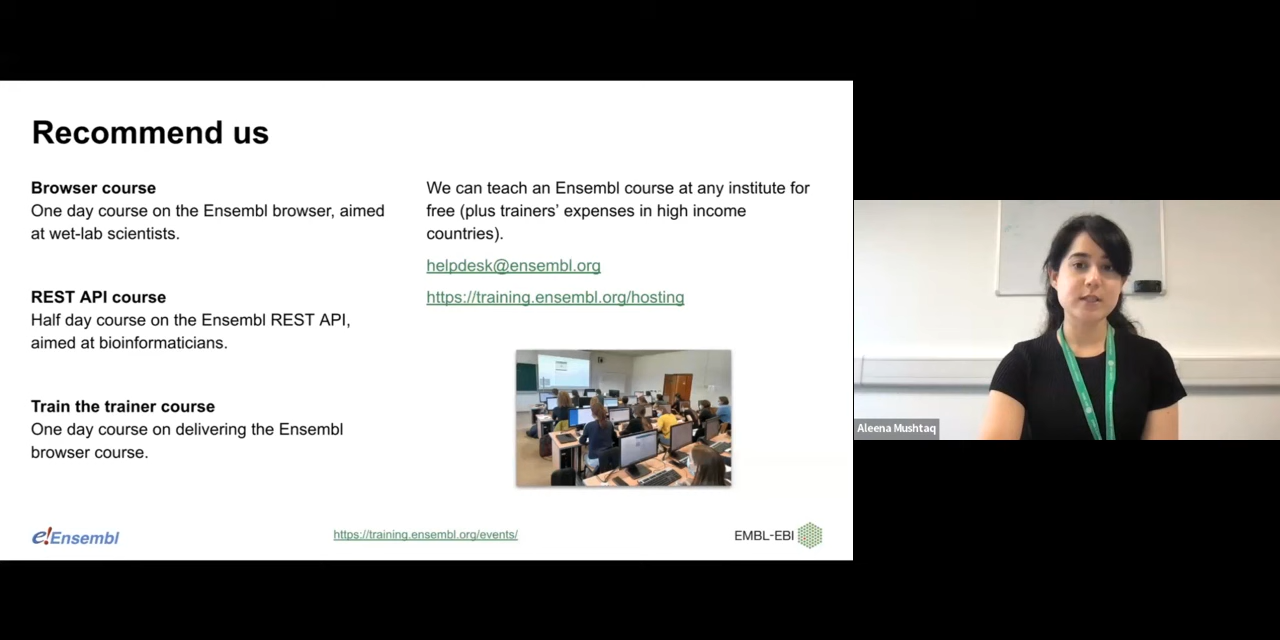 Recommend us
Browser course
One day course on the Ensembl browser, aimed
at wet-lab scientists.
REST API course
Half day course on the Ensembl REST API,
aimed at bioinformaticians.
Train the trainer course
One day course on delivering the Ensembl
browser course.
We can teach an Ensembl course at any institute for
free (plus trainers’ expenses in high income
countries).
helpdesk@ensembl.org
https://training.ensembl.org/hosting
e!Ensembl
https://training.ensembl.org/events/
EMBL-EBI
Aleena Mushtaq